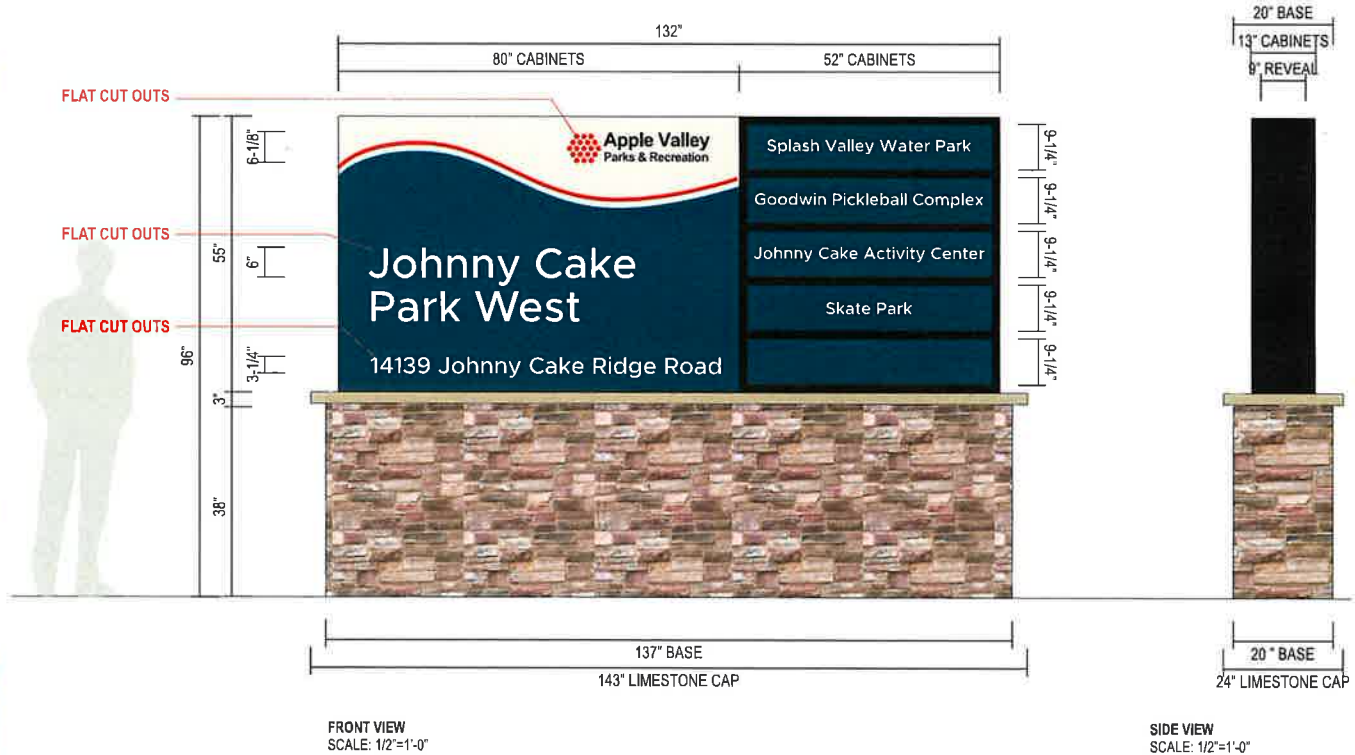 132"
80" CABINETS
52" CABINETS
20" BASE
13" CABINETS
9" REVEAL
FLAT CUT OUTS
FLAT CUT OUTS
FLAT CUT OUTS
6-1/8"
6"
3-1/4"
55"
96"
3"
38"
Apple Valley
Parks & Recreation
Johnny Cake
Park West
14139 Johnny Cake Ridge Road
Splash Valley Water Park
Goodwin Pickleball Complex
Johnny Cake Activity Center
Skate Park
9-1/4"
9-1/4"
9-1/4"
9-1/4"
9-1/4"
137" BASE
143" LIMESTONE CAP
20 " BASE
24" LIMESTONE CAP
FRONT VIEW
SCALE: 1/2"=1'-0"
SIDE VIEW
SCALE: 1/2"=1'-0"